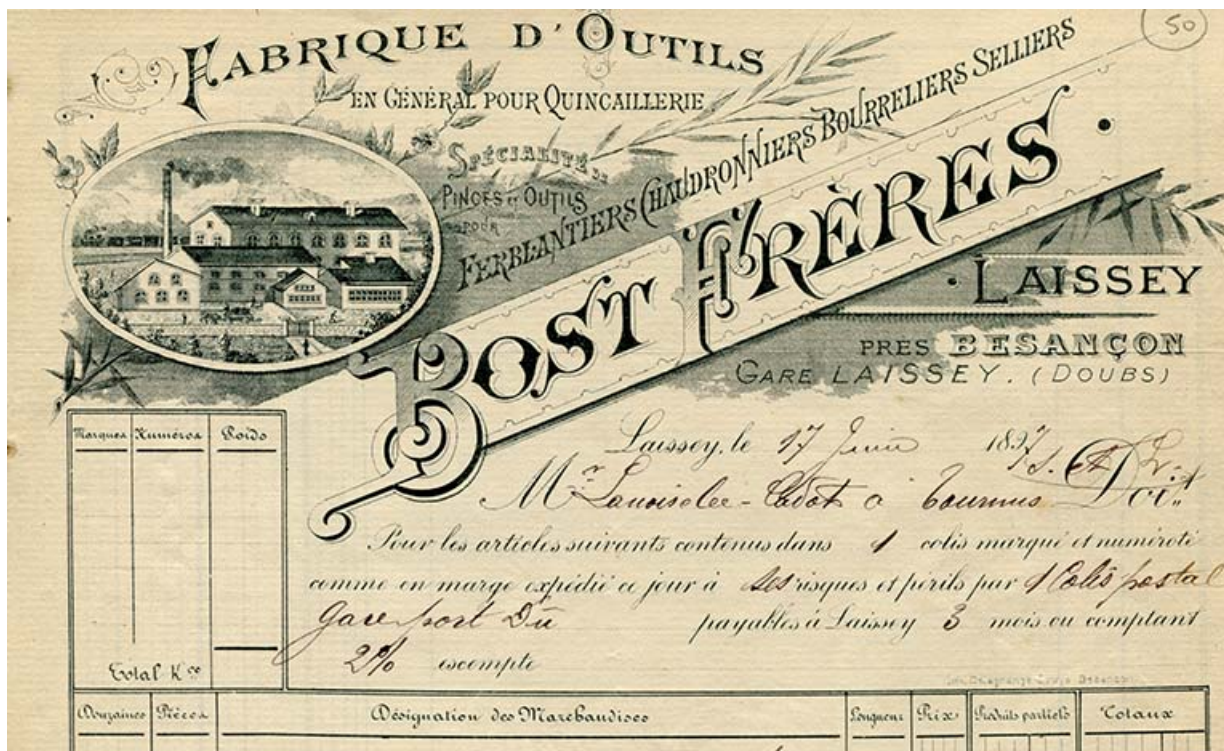 50
FABRIQUE D'OUTILS
EN GÉNÉRAL POUR QUINCAILLERIE
SPÉCIALITÉ DE
PINCES ET OUTILS
POUR
FERBLANTIERS CHAUDRONNIERS BOURRELIERS SELLIERS
BOST FRÈRES.
LAISSEY
PRES BESANÇON
GARE LAISSEY. (DOUBS)
Marques Numéros Poids
Total Kos
Laissey, le 17 Juin 1897
Mr à Tournus Doit
Pour les articles suivants contenus dans 1 colis marqué et numéroté
comme en marge expédié ce jour à ses risques et périls par 1 Colis postal
gare port Dû payables à Laissey 3 mois ou comptant
2% escompte
Douzaines Pièces Désignation des Marchandises Longueur Prix Produits partiels Totaux